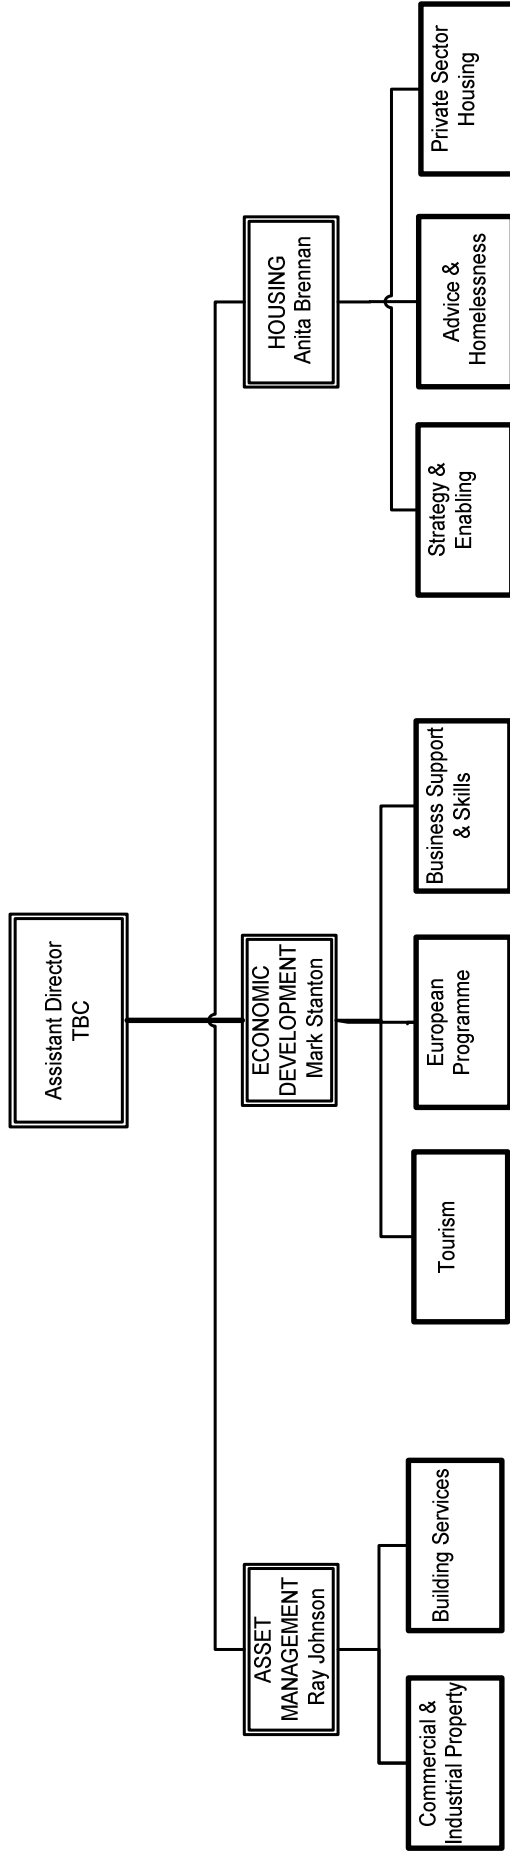 Assistant Director
TBC
ASSET
MANAGEMENT
Ray Johnson
ECONOMIC
DEVELOPMENT
Mark Stanton
HOUSING
Anita Brennan
Commercial &
Industrial Property
Building Services
Tourism
European
Programme
Business Support
& Skills
Strategy &
Enabling
Advice &
Homelessness
Private Sector
Housing